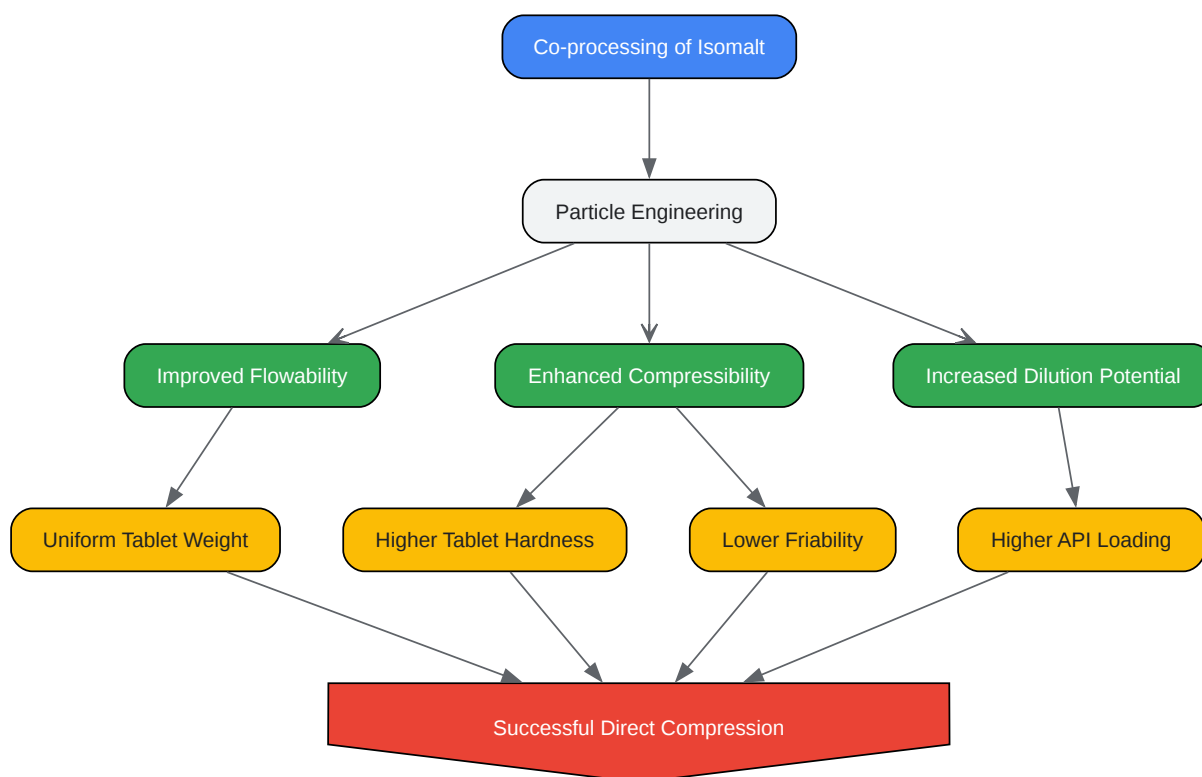 Co-processing of Isomalt
Particle Engineering
Improved Flowability
Enhanced Compressibility
Increased Dilution Potential
Uniform Tablet Weight
Higher Tablet Hardness
Lower Friability
Higher API Loading
Successful Direct Compression